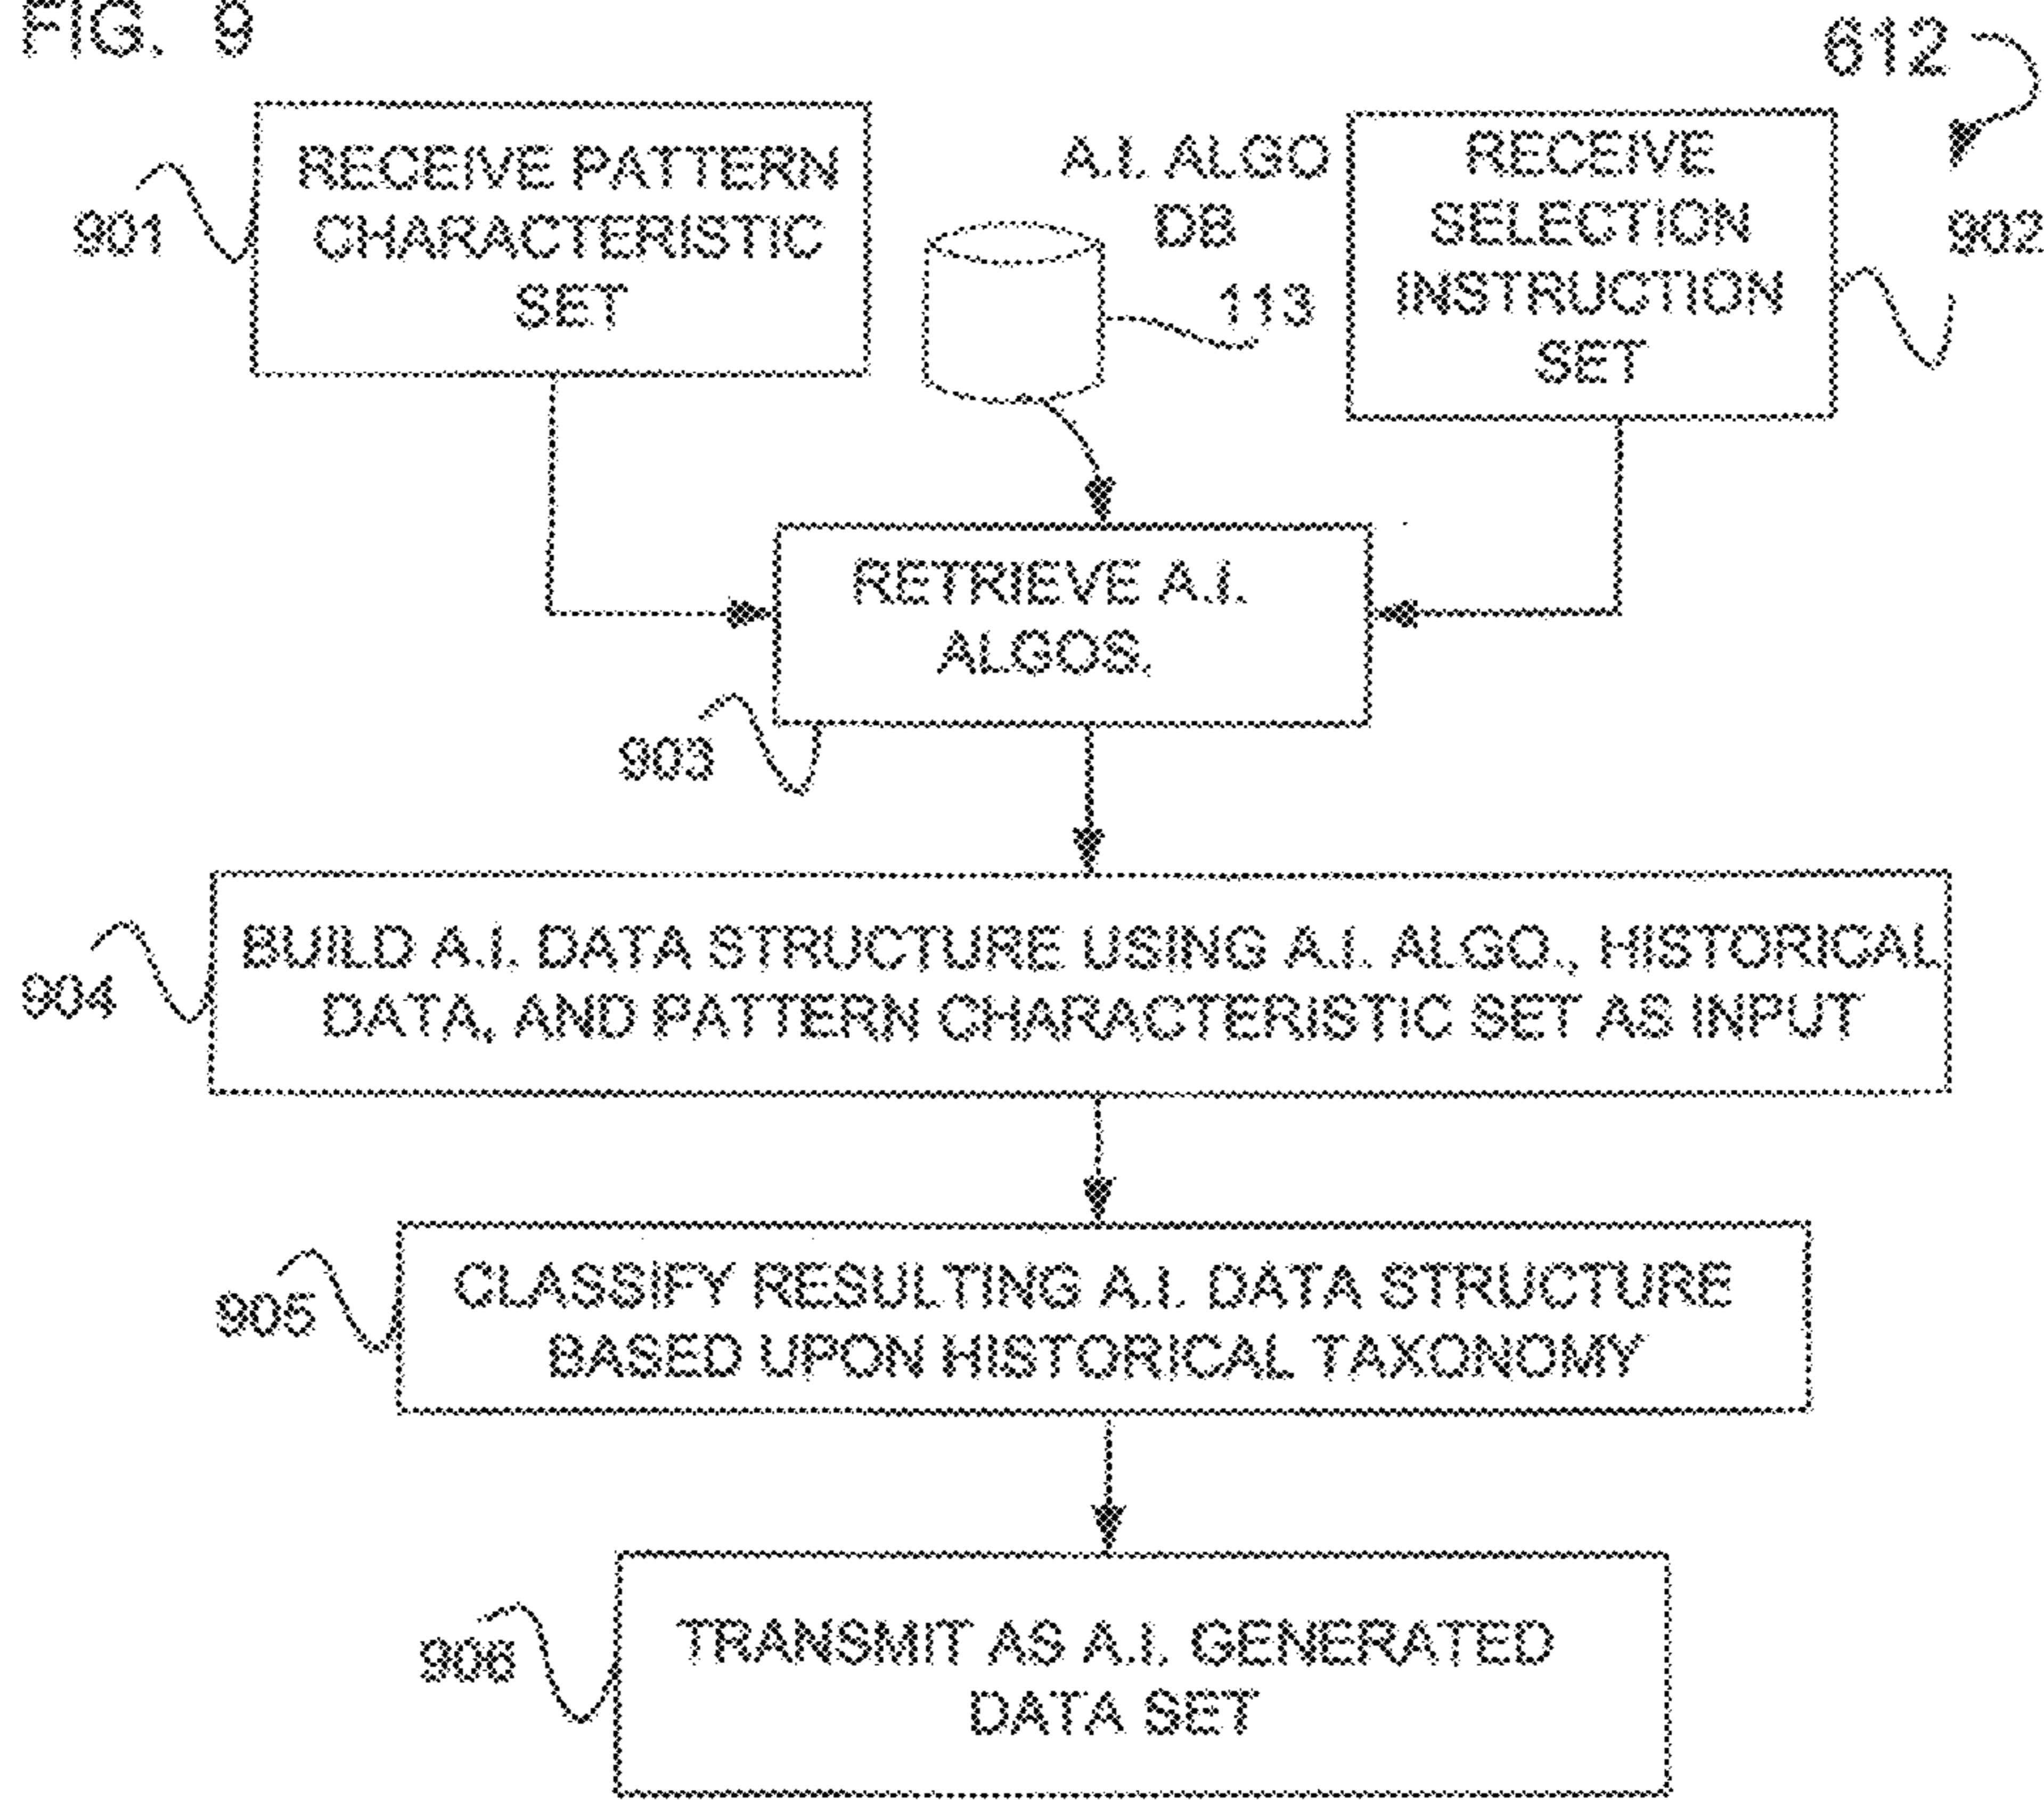 FIG. 9
612
RECEIVE PATTERN
CHARACTERISTIC
SET
901
A.I. ALGO
DB
113
RECEIVE
SELECTION
INSTRUCTION
SET
902
RETRIEVE A.I.
ALGOS.
903
BUILD A.I. DATA STRUCTURE USING A.I. ALGO., HISTORICAL
DATA, AND PATTERN CHARACTERISTIC SET AS INPUT
904
CLASSIFY RESULTING A.I. DATA STRUCTURE
BASED UPON HISTORICAL TAXONOMY
905
TRANSMIT AS A.I. GENERATED
DATA SET
906